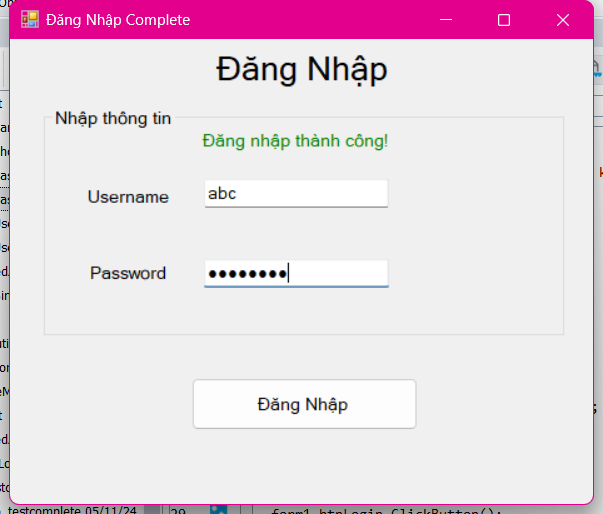 Đăng Nhập Complete
Đăng Nhập
Nhập thông tin
Đăng nhập thành công!
Username
abc
Password
Đăng Nhập
testcomplete 05/11/24
29
form1.btnLogin.ClickButton();